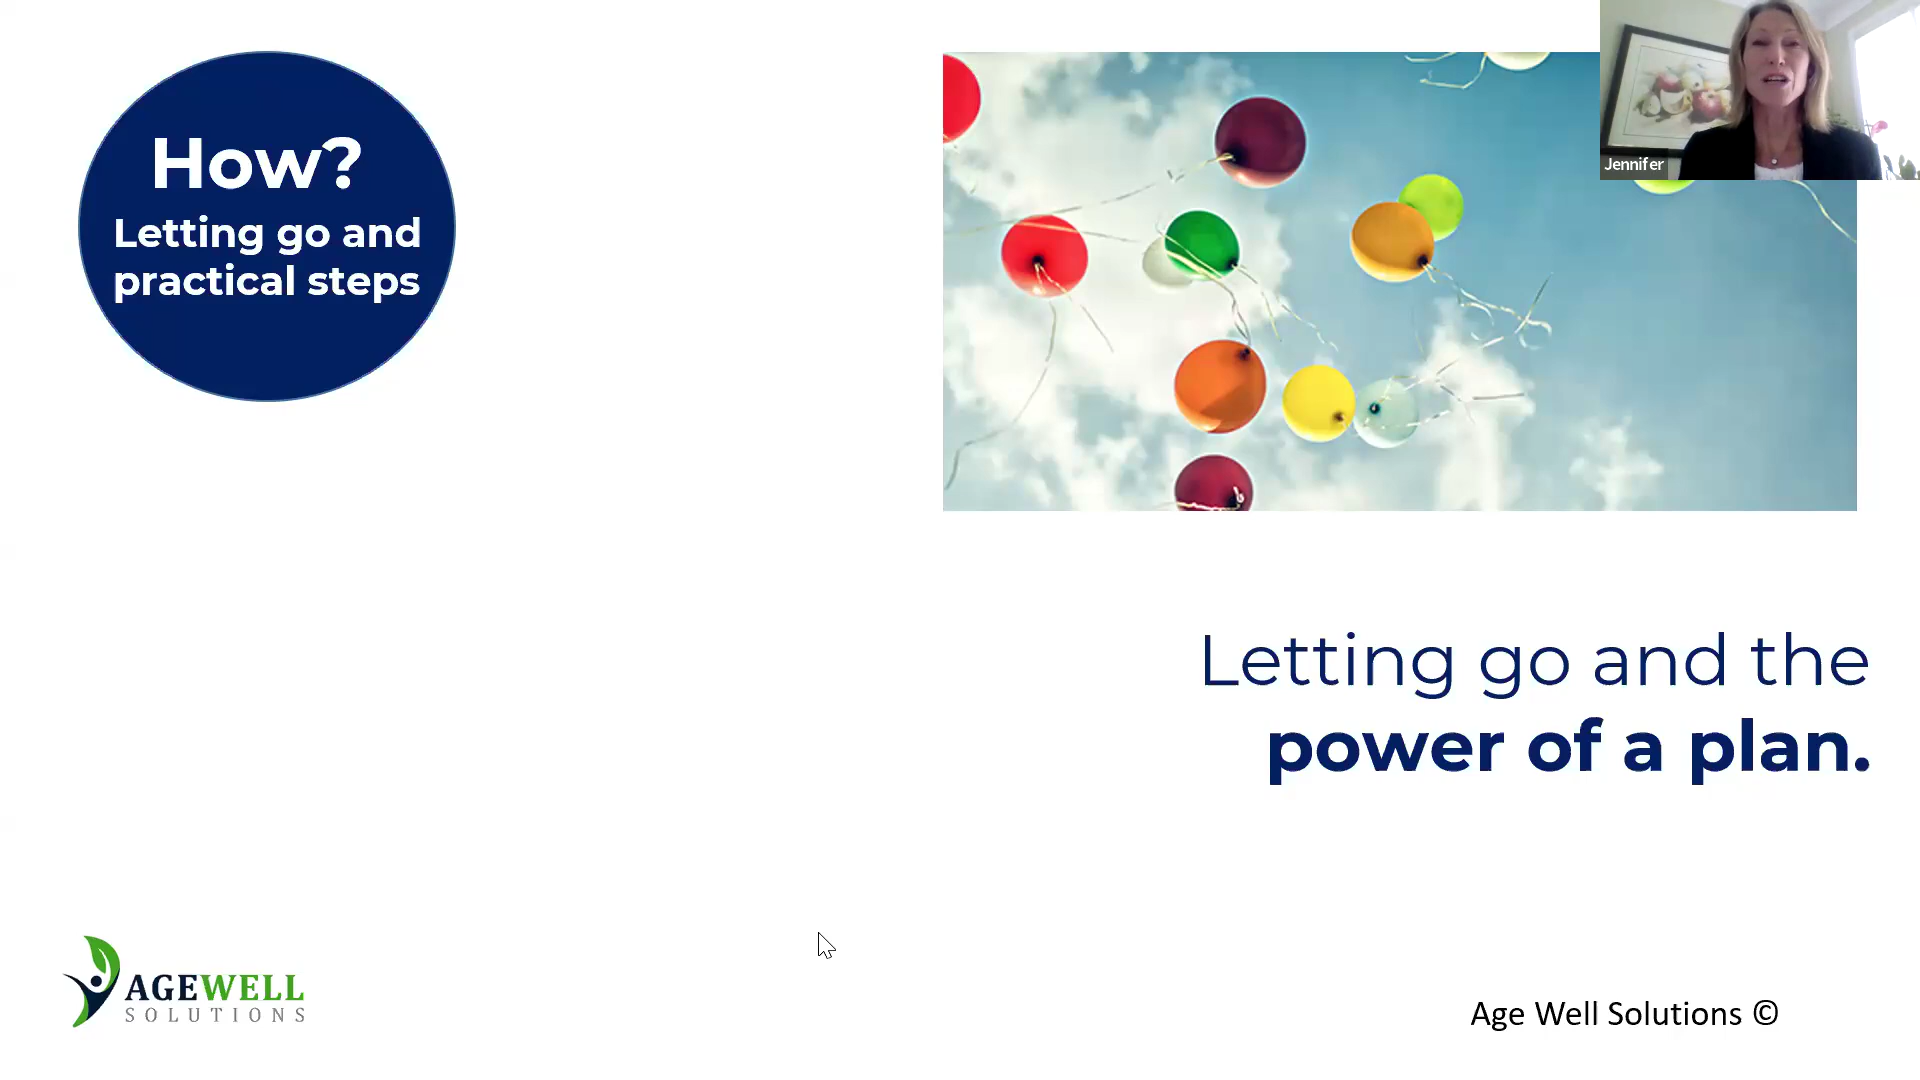 How?
Letting go and
practical steps
Jennifer
Letting go and the
power of a plan.
AGEWELL
SOLUTIONS
Age Well Solutions ©